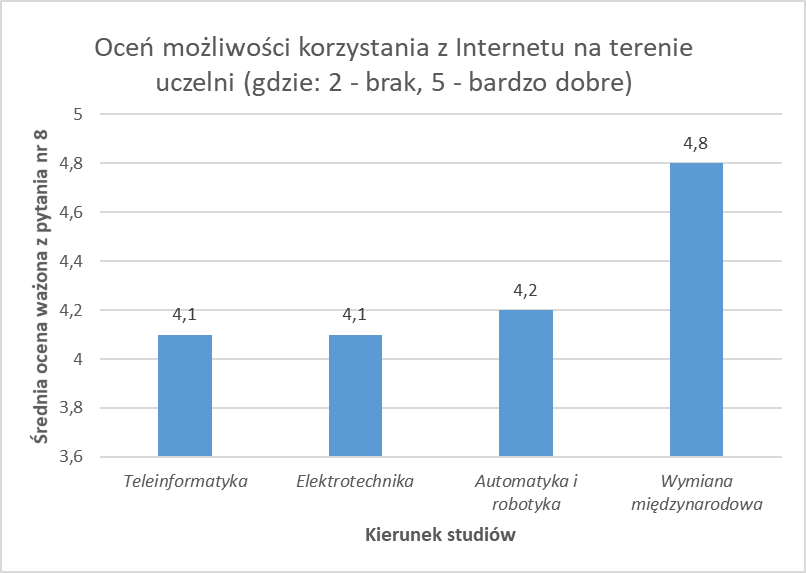 Oceń możliwości korzystania z Internetu na terenie
uczelni (gdzie: 2 - brak, 5 - bardzo dobre)
Średnia ocena ważona z pytania nr 8
5
4,8
4,6
4,4
4,2
4
3,8
3,6
4,1
4,1
4,2
4,8
Teleinformatyka
Elektrotechnika
Automatyka i
robotyka
Wymiana
międzynarodowa
Kierunek studiów